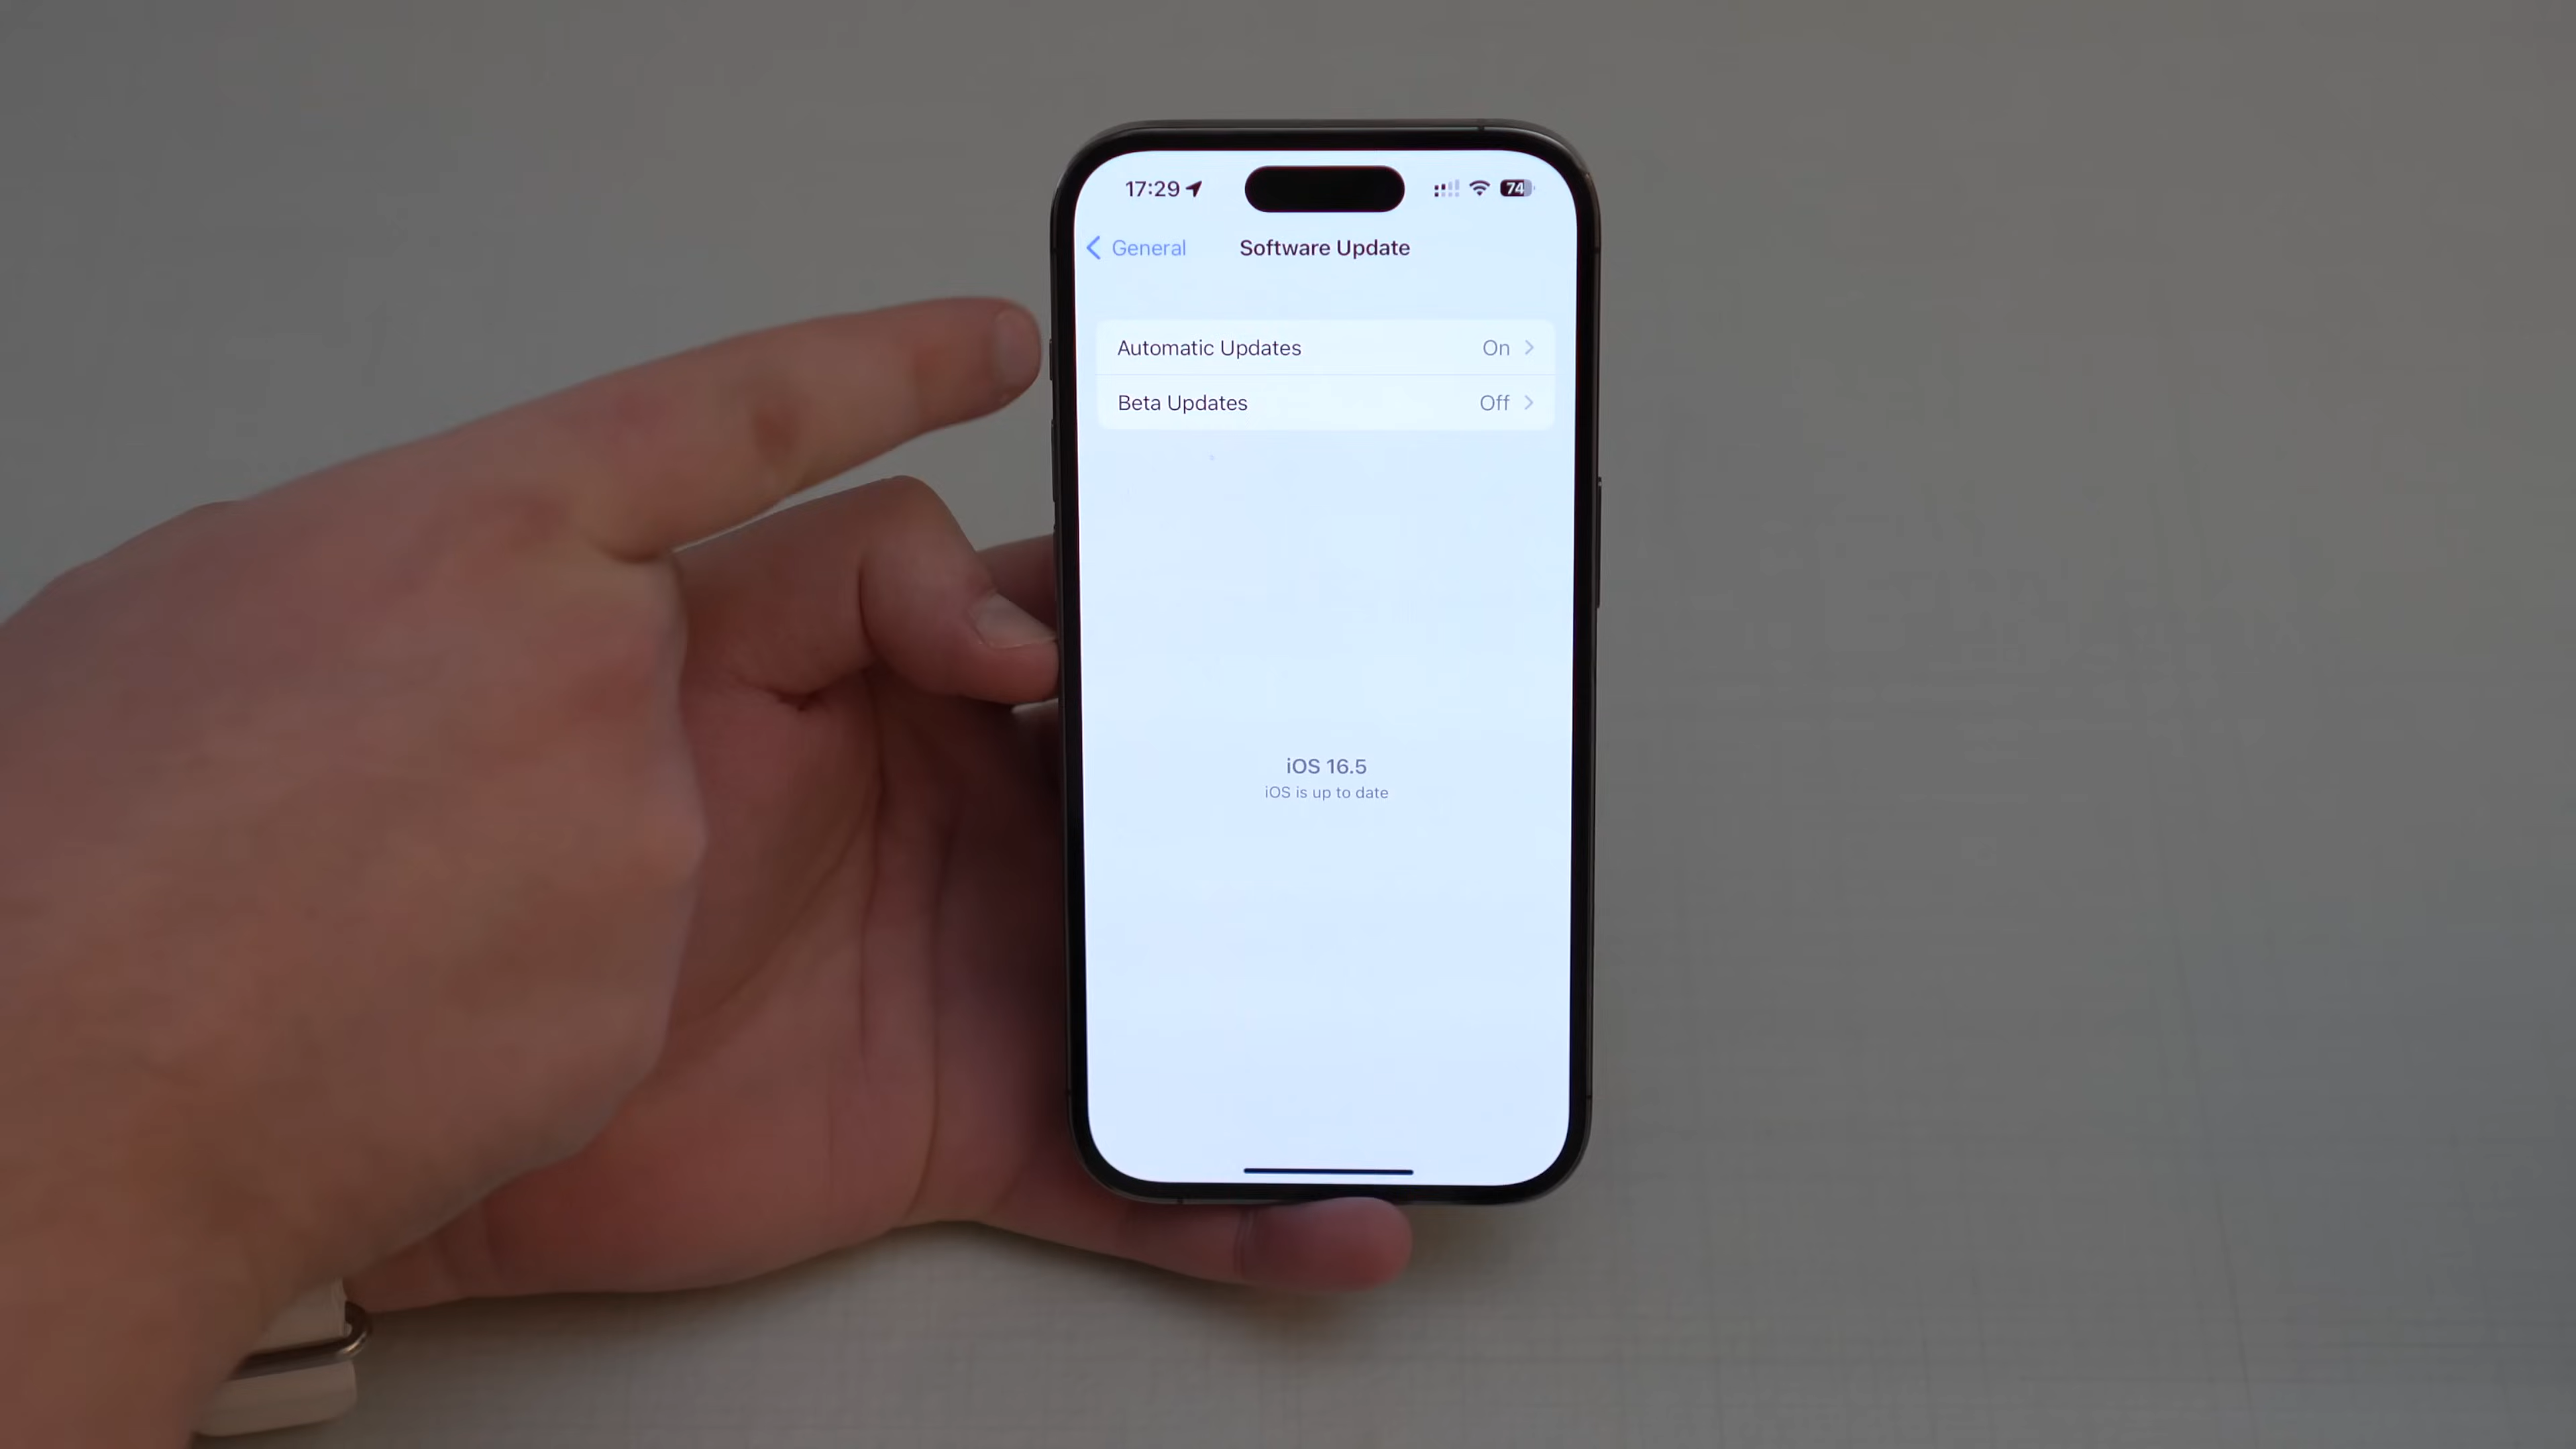 17:29
74
General
Software Update
Automatic Updates On
Beta Updates Off
iOS 16.5
iOS is up to date